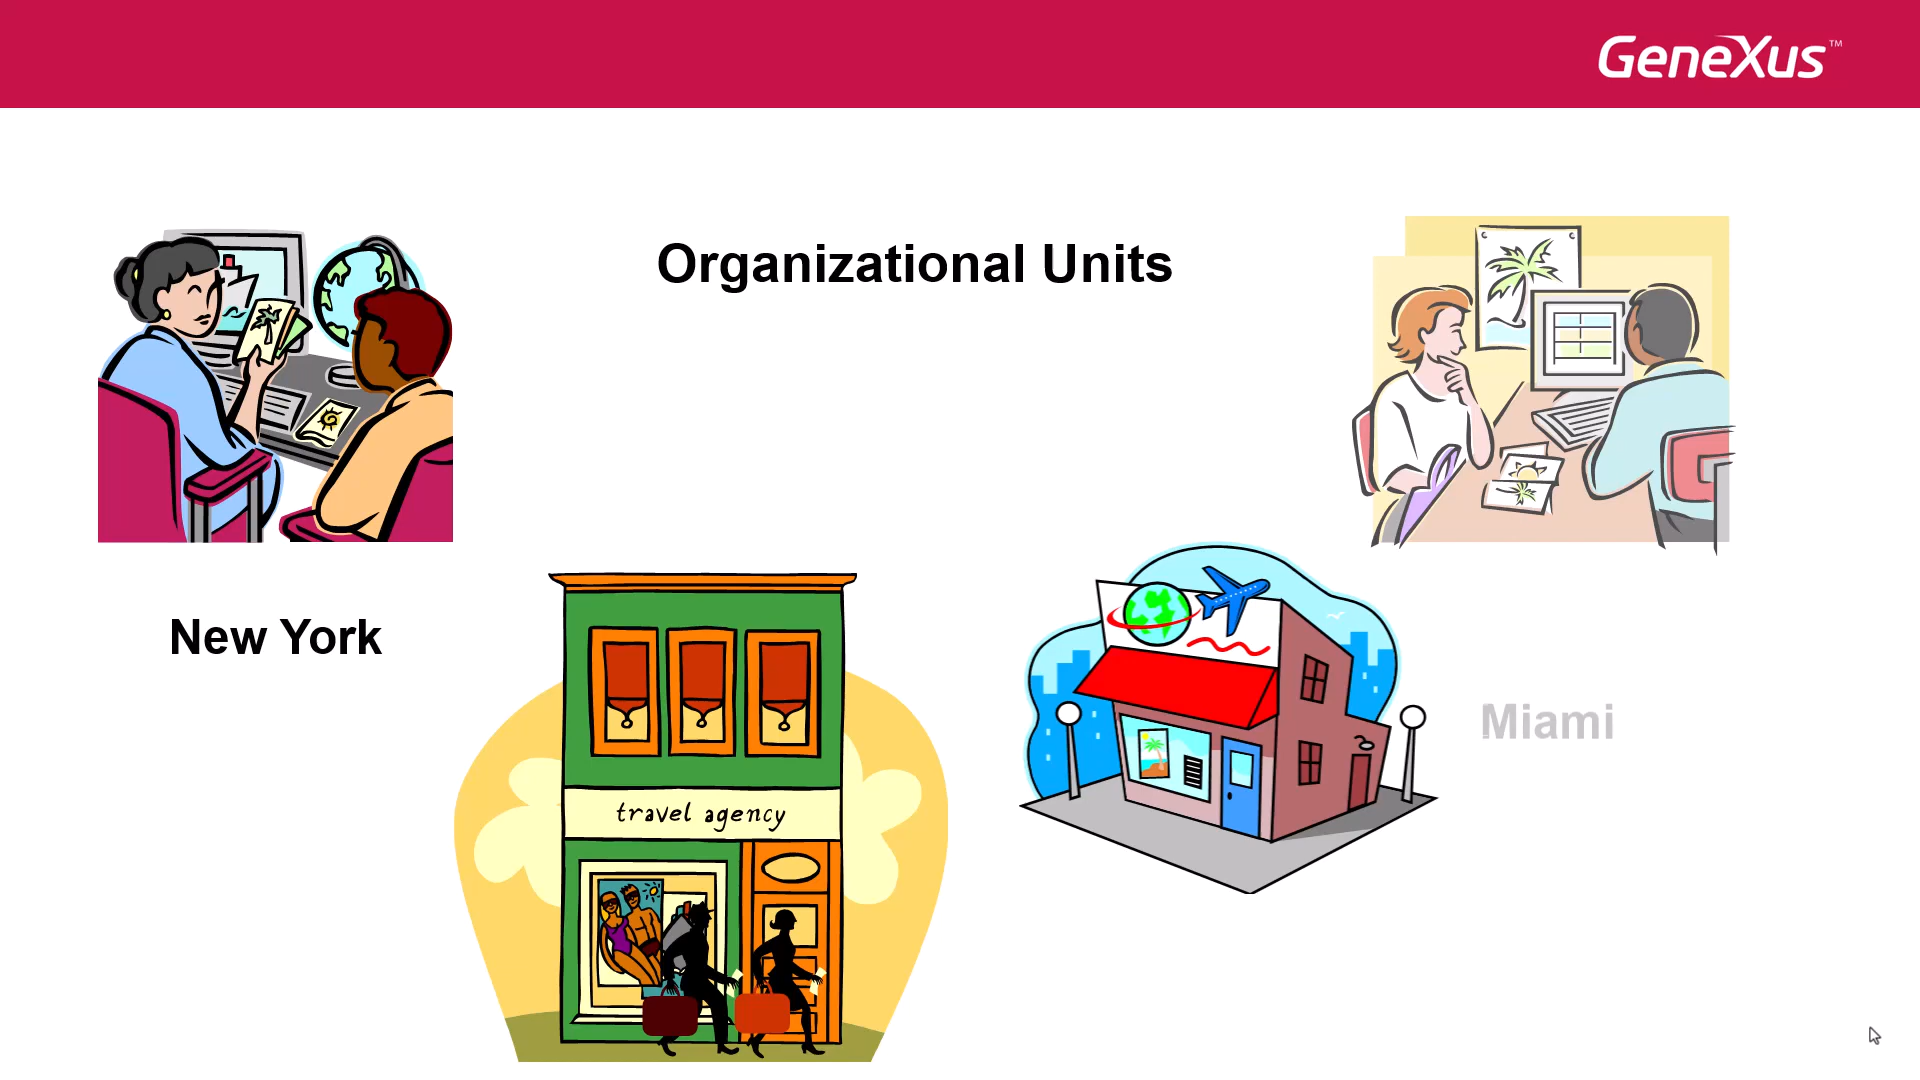 GeneXus™
Organizational Units
New York
Miami
travel agency